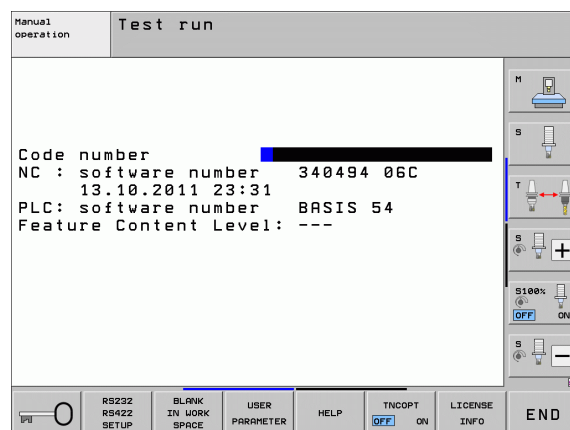 Manual
operation
Test run
Code number
NC : software number 340494 06C
13.10.2011 23:31
PLC: software number BASIS 54
Feature Content Level: ---
M
S
T
S
+
S100%
OFF ON
S
-
RS232
RS422
SETUP
BLANK
IN WORK
SPACE
USER
PARAMETER
HELP
TNCOPT
OFF ON
LICENSE
INFO
END